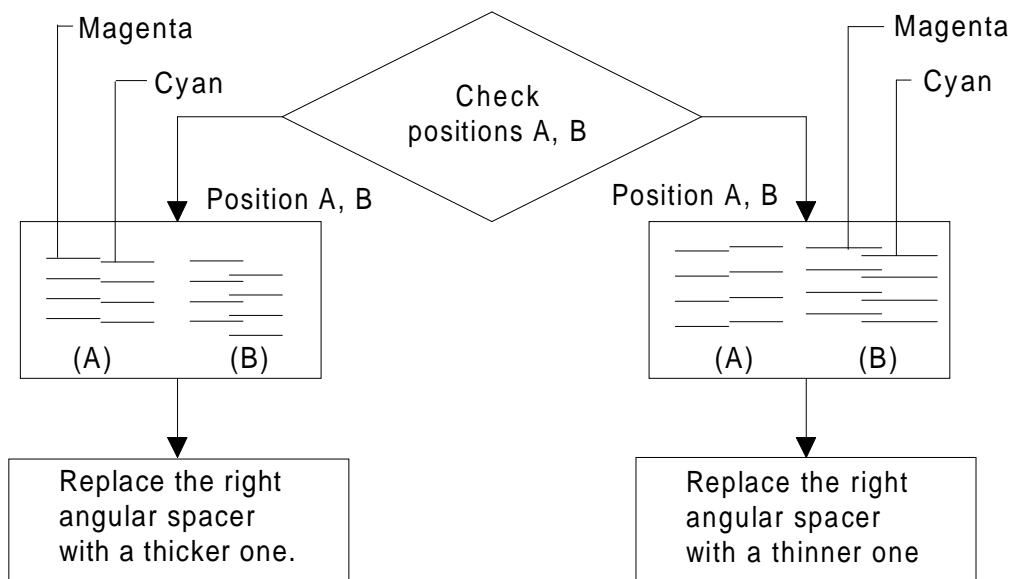 Magenta
Cyan
Check
positions A, B
Magenta
Cyan
Position A, B
Position A, B
(A)
(B)
(A)
(B)
Replace the right
angular spacer
with a thicker one.
Replace the right
angular spacer
with a thinner one